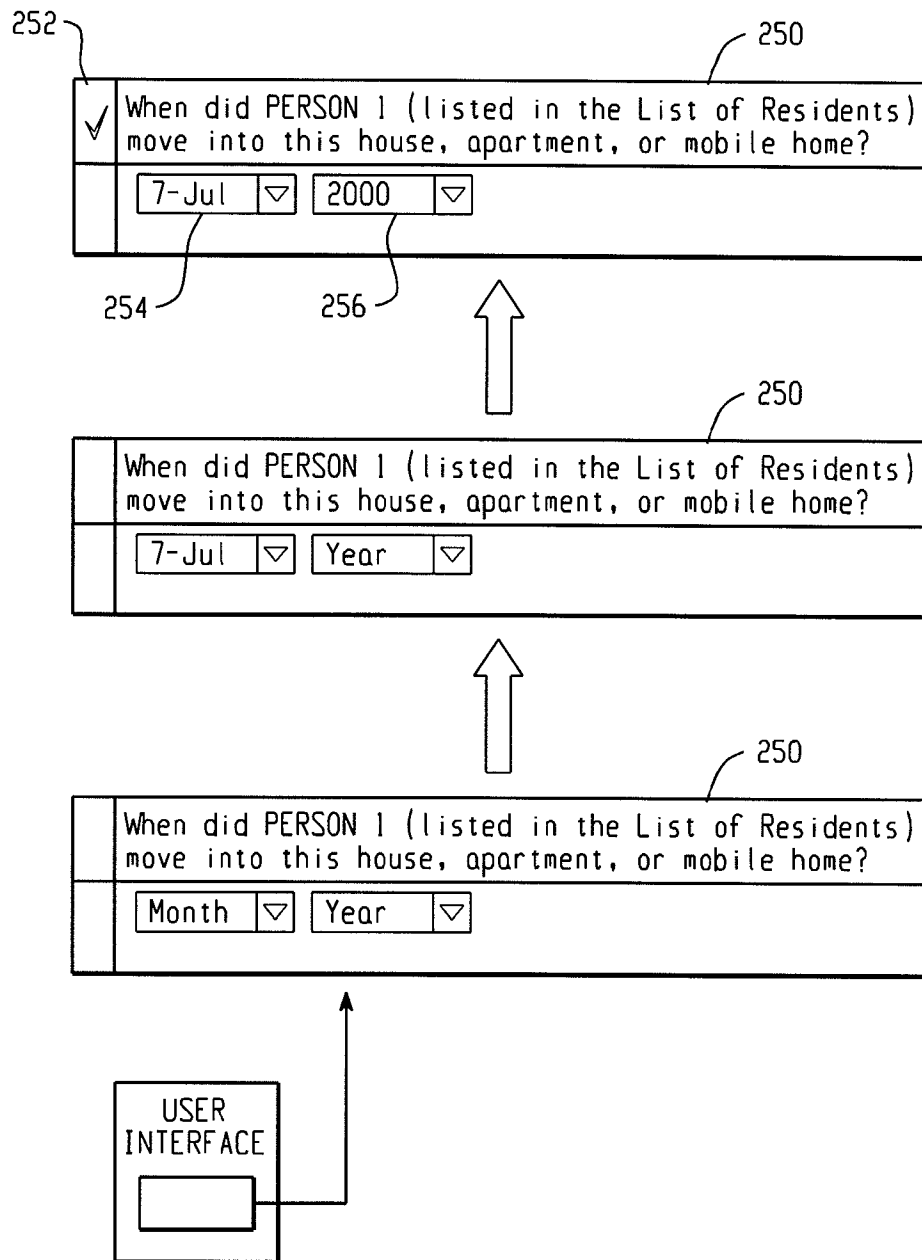 252
250
When did PERSON 1 (listed in the List of Residents)
move into this house, apartment, or mobile home?
7-Jul 2000
254 256
250
When did PERSON 1 (listed in the List of Residents)
move into this house, apartment, or mobile home?
7-Jul Year
250
When did PERSON 1 (listed in the List of Residents)
move into this house, apartment, or mobile home?
Month Year
USER
INTERFACE